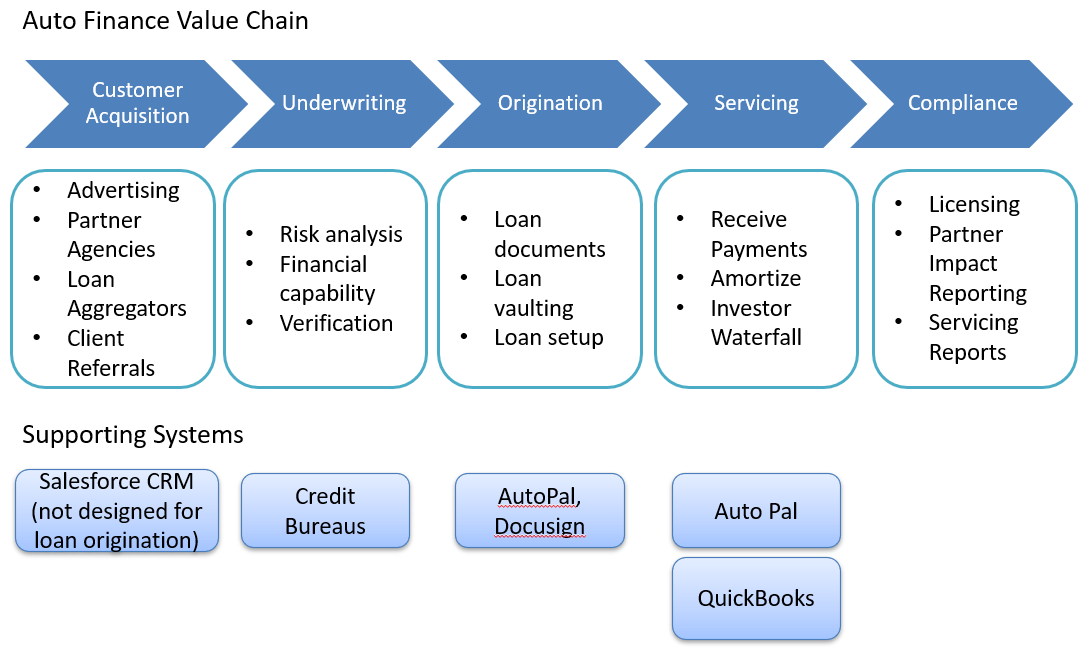 Auto Finance Value Chain
Customer
Acquisition
Underwriting
Origination
Servicing
Compliance
• Advertising
• Partner
Agencies
• Loan
Aggregators
• Client
Referrals
• Risk analysis
• Financial
capability
• Verification
• Loan
documents
• Loan
vaulting
• Loan setup
• Receive
Payments
• Amortize
• Investor
Waterfall
• Licensing
• Partner
Impact
Reporting
• Servicing
Reports
Supporting Systems
Salesforce CRM
(not designed for
loan origination)
Credit
Bureaus
AutoPal,
Docusign
Auto Pal
QuickBooks